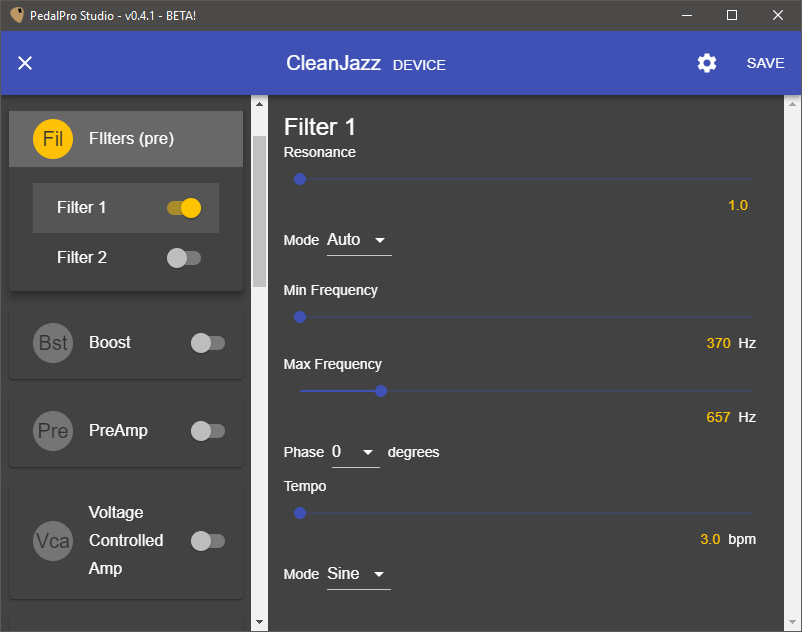 PedalPro Studio - v0.4.1 - BETA!
CleanJazz DEVICE
SAVE
Fil FIlters (pre)
Filter 1
Filter 2
Bst Boost
Pre PreAmp
Vca Voltage
Controlled
Amp
Filter 1
Resonance
1.0
Mode Auto
Min Frequency
370 Hz
Max Frequency
657 Hz
Phase 0 degrees
Tempo
3.0 bpm
Mode Sine